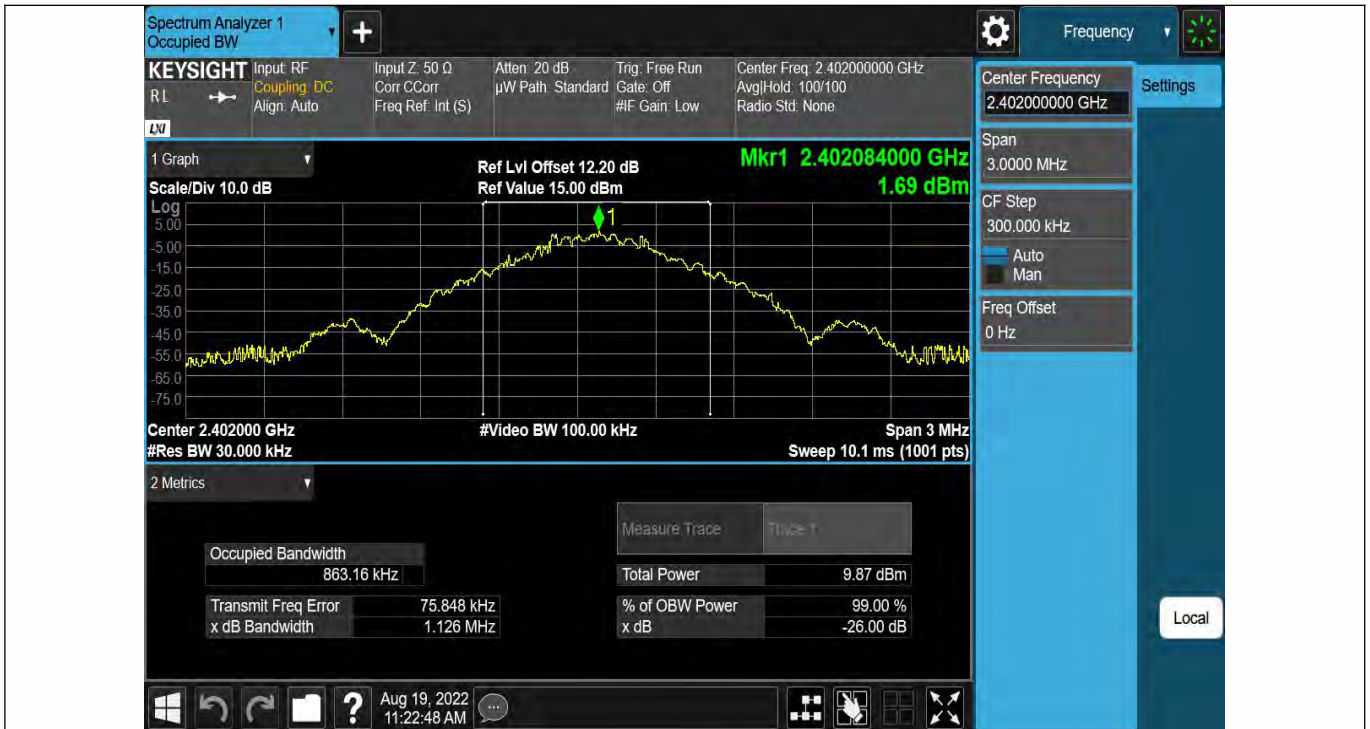 Spectrum Analyzer 1
Occupied BW
+
Frequency
KEYSIGHT
R L
LXI
Input: RF
Coupling: DC
Align: Auto
Input Z: 50 Ω
Corr CCorr
Freq Ref: Int (S)
Atten: 20 dB
µW Path: Standard
Trig: Free Run
Gate: Off
#IF Gain: Low
Center Freq: 2.402000000 GHz
Avg|Hold: 100/100
Radio Std: None
Center Frequency
2.402000000 GHz
Settings
Span
3.0000 MHz
CF Step
300.000 kHz
Auto
Man
Freq Offset
0 Hz
Local
1 Graph
Scale/Div 10.0 dB
Ref Lvl Offset 12.20 dB
Ref Value 15.00 dBm
Mkr1 2.402084000 GHz
1.69 dBm
Log
5.00
-5.00
-15.0
-25.0
-35.0
-45.0
-55.0
-65.0
-75.0
1
Center 2.402000 GHz
#Video BW 100.00 kHz
Span 3 MHz
#Res BW 30.000 kHz
Sweep 10.1 ms (1001 pts)
2 Metrics
Measure Trace
Trace 1
Occupied Bandwidth
863.16 kHz
Total Power 9.87 dBm
Transmit Freq Error 75.848 kHz
% of OBW Power 99.00 %
x dB Bandwidth 1.126 MHz
x dB -26.00 dB
?
Aug 19, 2022
11:22:48 AM